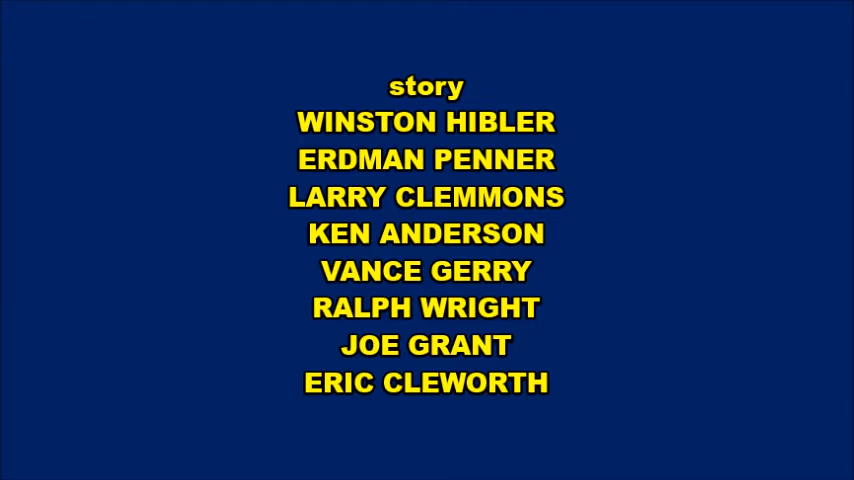 story
WINSTON HIBLER
ERDMAN PENNER
LARRY CLEMMONS
KEN ANDERSON
VANCE GERRY
RALPH WRIGHT
JOE GRANT
ERIC CLEWORTH